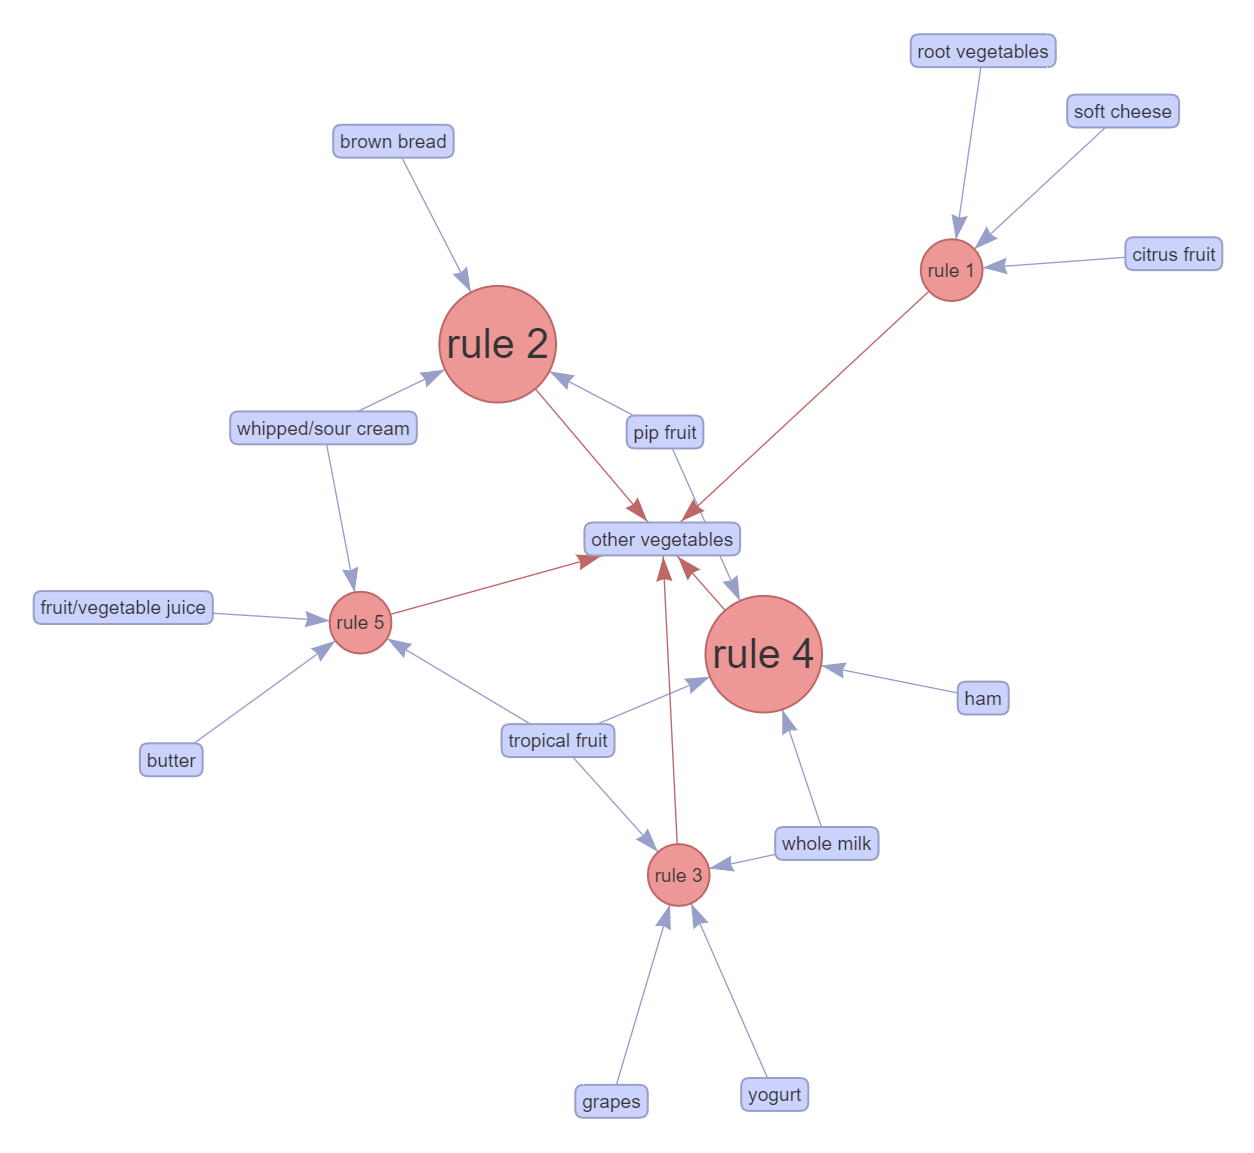 root vegetables
soft cheese
brown bread
citrus fruit
rule 1
rule 2
whipped/sour cream
pip fruit
other vegetables
fruit/vegetable juice
rule 5
rule 4
ham
tropical fruit
butter
whole milk
rule 3
yogurt
grapes